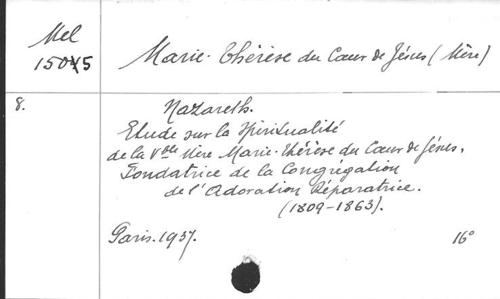 Mel
15045
Marie-Thérèse du Cœur de Jésus (Mère)
8.
Nazareth.
Etude sur la Spiritualité
de la Vble Mère Marie-Thérèse du Cœur de Jésus,
Fondatrice de la Congrégation
de l'Adoration Réparatrice.
(1809-1863).
Paris. 1937.
16°